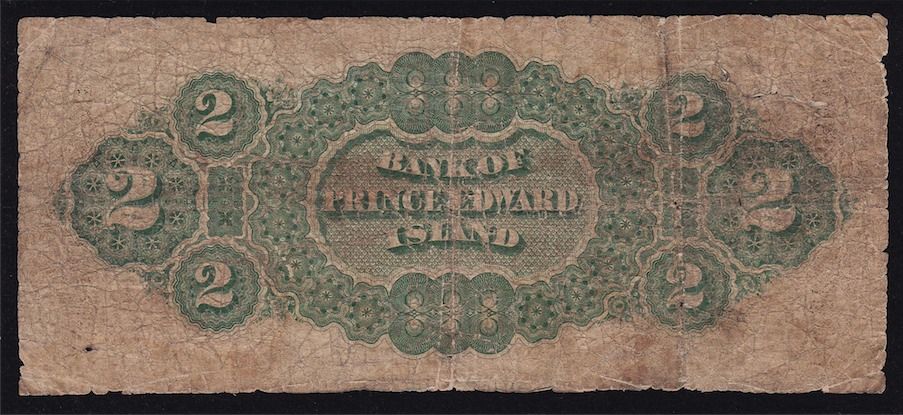 2 2
BANK OF
2 PRINCE EDWARD 2
ISLAND
2 2